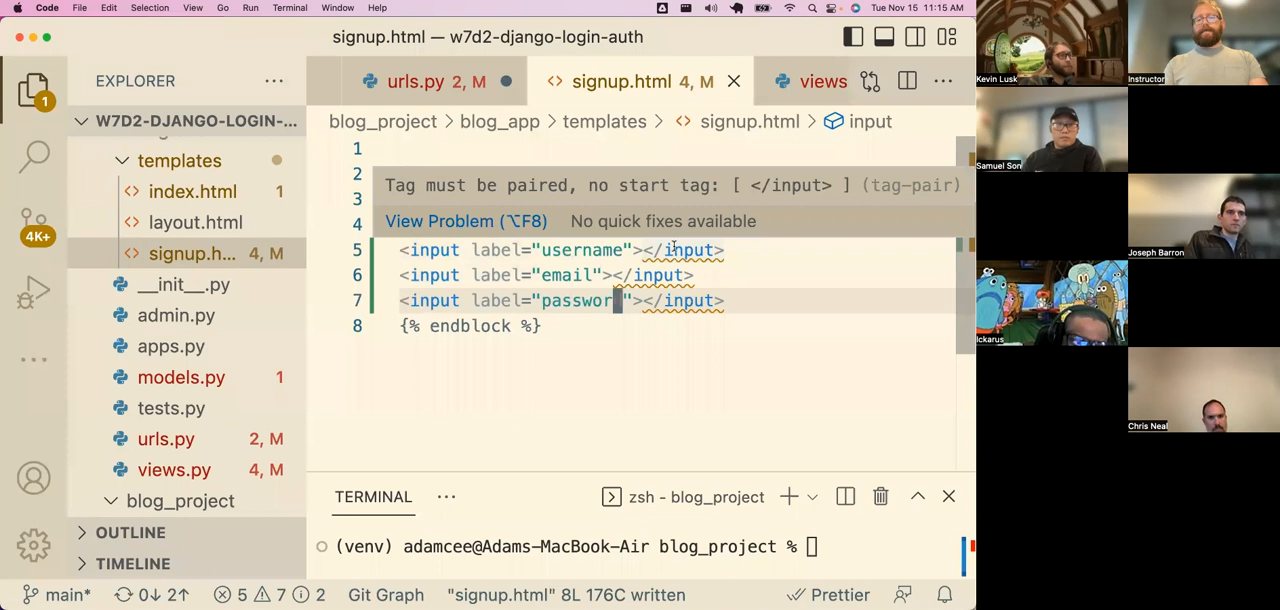 Code File Edit Selection View Go Run Terminal Window Help Tue Nov 15 11:15 AM
signup.html — w7d2-django-login-auth
EXPLORER
urls.py 2, M
signup.html 4, M
views
W7D2-DJANGO-LOGIN-...
blog_project > blog_app > templates > signup.html > input
templates
index.html 1
layout.html
signup.h... 4, M
__init__.py
admin.py
apps.py
models.py 1
tests.py
urls.py 2, M
views.py 4, M
blog_project
OUTLINE
TIMELINE
1
4K+
1
2
3
4
Tag must be paired, no start tag: [ </input> ] (tag-pair)
View Problem (⌥F8) No quick fixes available
5 <input label="username"></input>
6 <input label="email"></input>
7 <input label="passwor "></input>
8 {% endblock %}
TERMINAL
zsh - blog_project
(venv) adamcee@Adams-MacBook-Air blog_project %
main* 0↓ 2↑ 5 7 2 Git Graph "signup.html" 8L 176C written Prettier
Kevin Lusk
Instructor
Samuel Son
Joseph Barron
Ickarus
Chris Neal